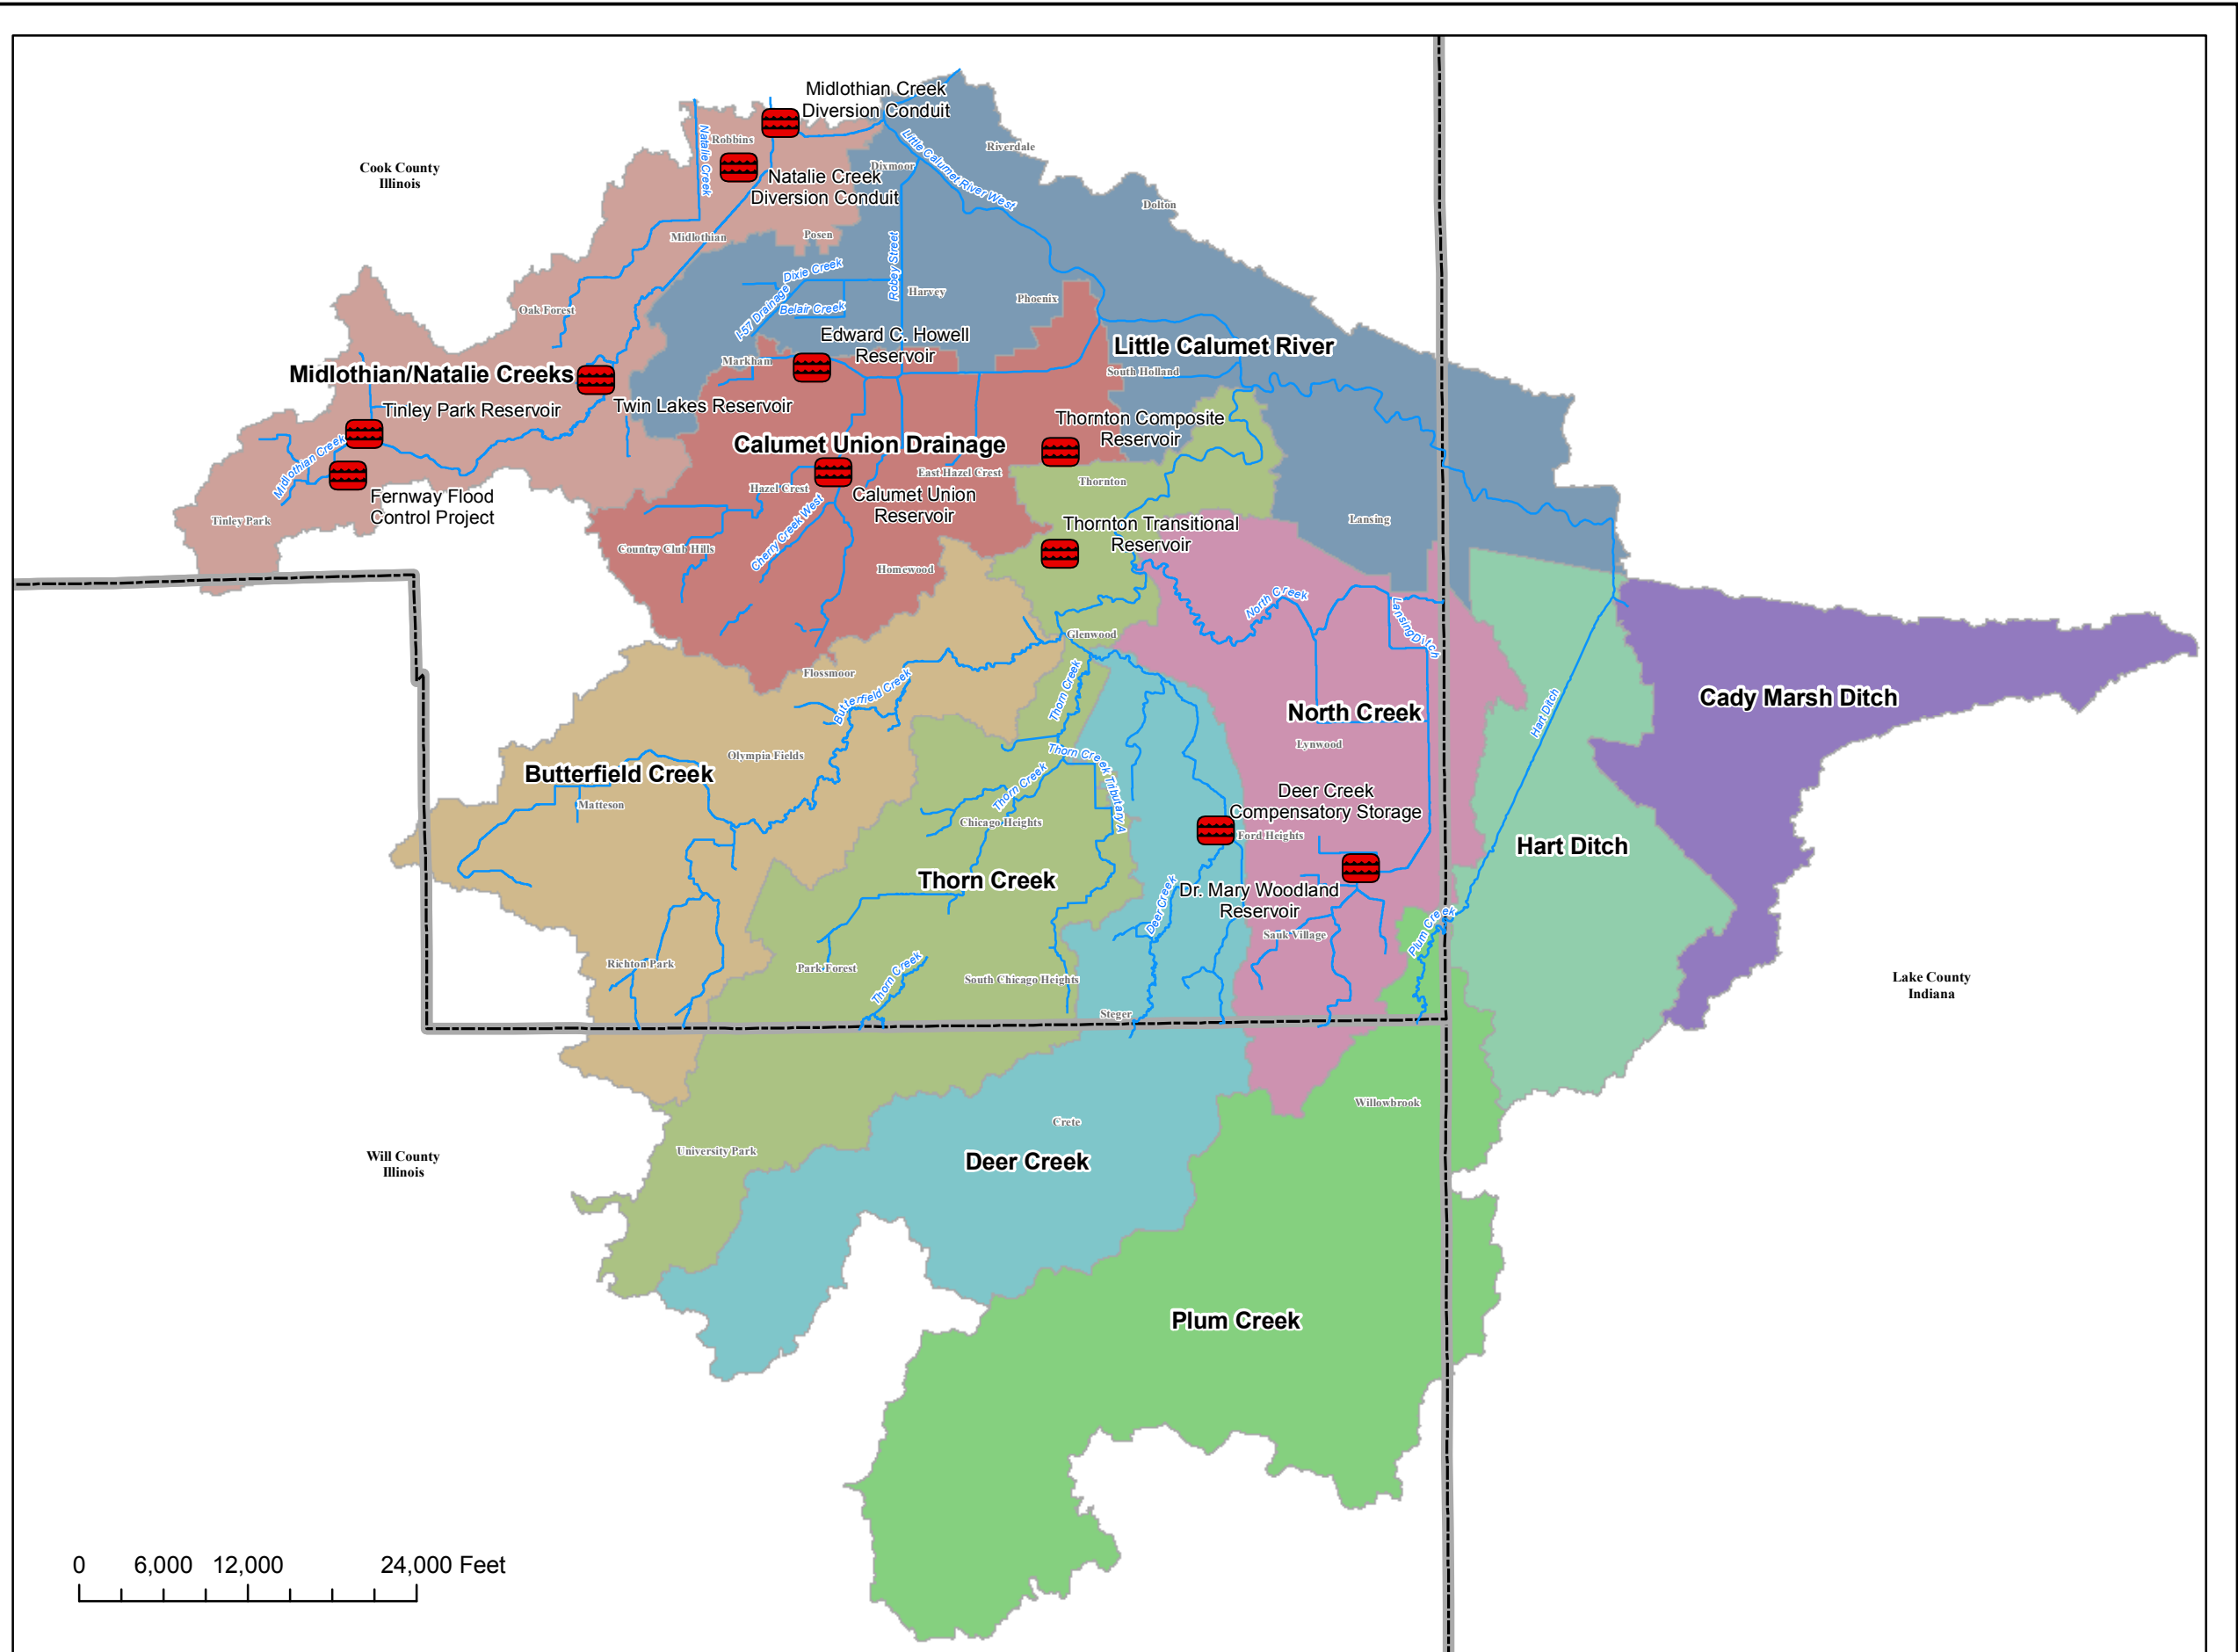 Midlothian Creek
Diversion Conduit
Robbins
Natalie Creek
Little Calumet River West
Riverdale
Cook County
Illinois
Dixmoor
Natalie Creek
Diversion Conduit
Dolton
Midlothian
Posen
Robey Street
Dixie Creek
I-57 Drainage
Belair Creek
Harvey
Phoenix
Oak Forest
Edward C. Howell
Reservoir
Little Calumet River
Markham
South Holland
Midlothian/Natalie Creeks
Tinley Park Reservoir
Twin Lakes Reservoir
Thornton Composite
Reservoir
Calumet Union Drainage
Midlothian Creek
East Hazel Crest
Thornton
Hazel Crest
Calumet Union
Reservoir
Fernway Flood
Control Project
Tinley Park
Cherry Creek West
Thornton Transitional
Reservoir
Lansing
Country Club Hills
Homewood
North Creek
Lansing Ditch
Glenwood
Flossmoor
Butterfield Creek
Thorn Creek
North Creek
Cady Marsh Ditch
Hart Ditch
Lynwood
Olympia Fields
Thorn Creek Tributary A
Butterfield Creek
Matteson
Thorn Creek
Chicago Heights
Deer Creek
Compensatory Storage
Ford Heights
Hart Ditch
Thorn Creek
Dr. Mary Woodland
Reservoir
Deer Creek
Plum Creek
Sauk Village
Richton Park
Park Forest
Thorn Creek
South Chicago Heights
Lake County
Indiana
Steger
Willowbrook
Crete
University Park
Will County
Illinois
Deer Creek
Plum Creek
0 6,000 12,000 24,000 Feet